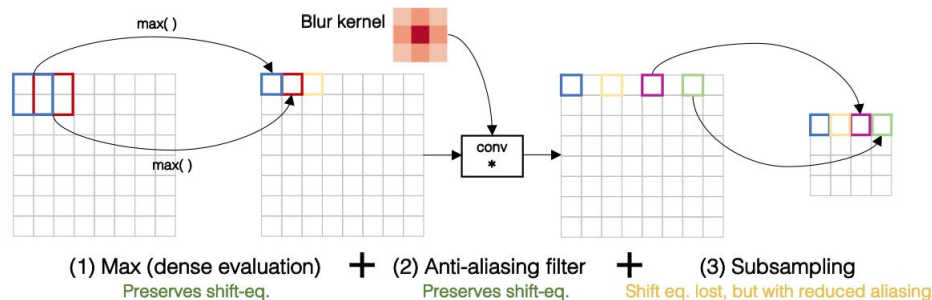 Blur kernel
max( )
max( )
conv
*
(1) Max (dense evaluation) + (2) Anti-aliasing filter + (3) Subsampling
Preserves shift-eq. Preserves shift-eq. Shift eq. lost, but with reduced aliasing